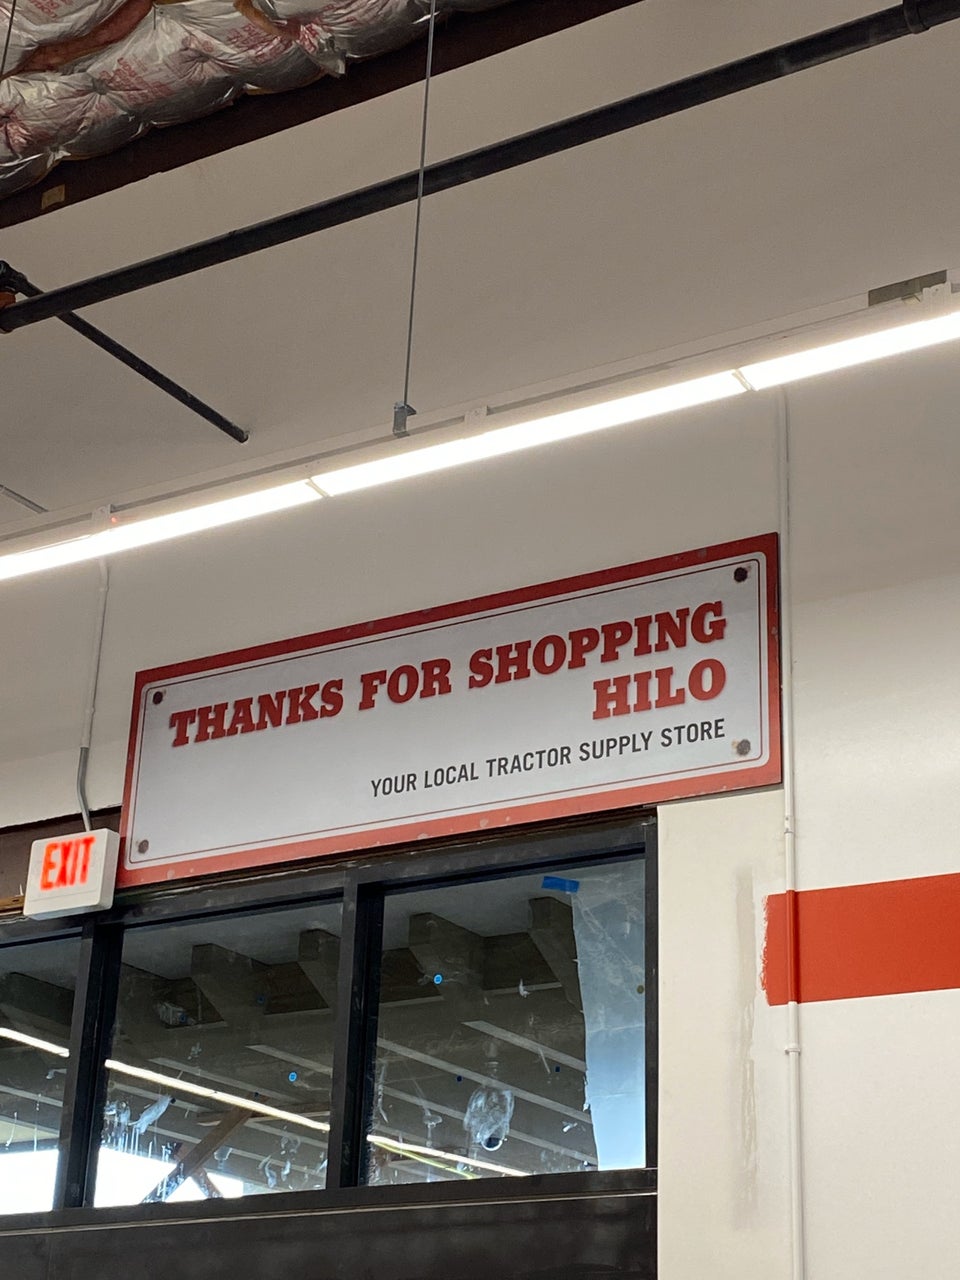 THANKS FOR SHOPPING
HILO
YOUR LOCAL TRACTOR SUPPLY STORE
EXIT